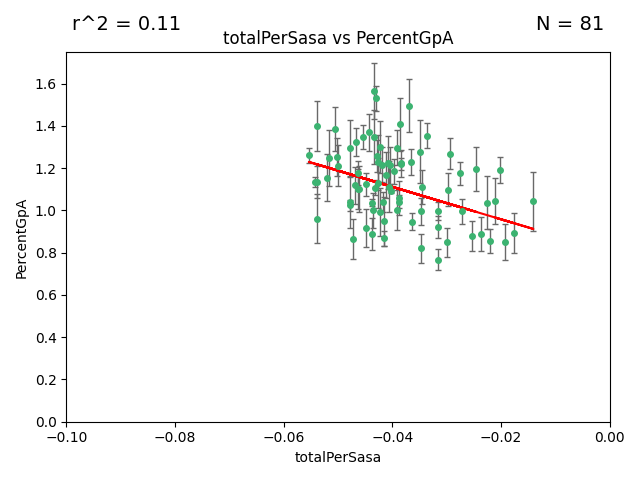 r^2 = 0.11
N = 81
totalPerSasa vs PercentGpA
1.6
1.4
1.2
1.0
0.8
0.6
0.4
0.2
0.0
PercentGpA
−0.10 −0.08 −0.06 −0.04 −0.02 0.00
totalPerSasa